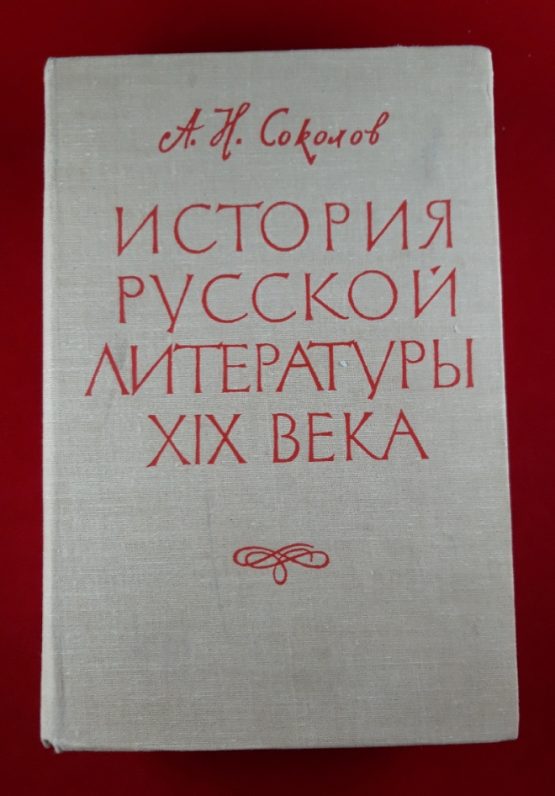 А. Н. Соколов
ИСТОРИЯ
РУССКОЙ
ЛИТЕРАТУРЫ
XIX ВЕКА